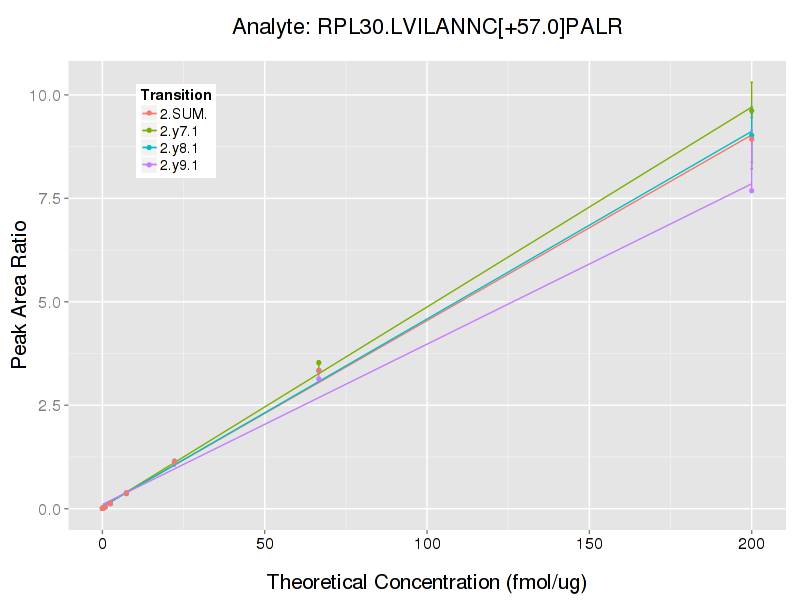 Analyte: RPL30.LVILANNC[+57.0]PALR
Transition
2.SUM.
2.y7.1
2.y8.1
2.y9.1
10.0
7.5
5.0
2.5
0.0
Peak Area Ratio
0 50 100 150 200
Theoretical Concentration (fmol/ug)